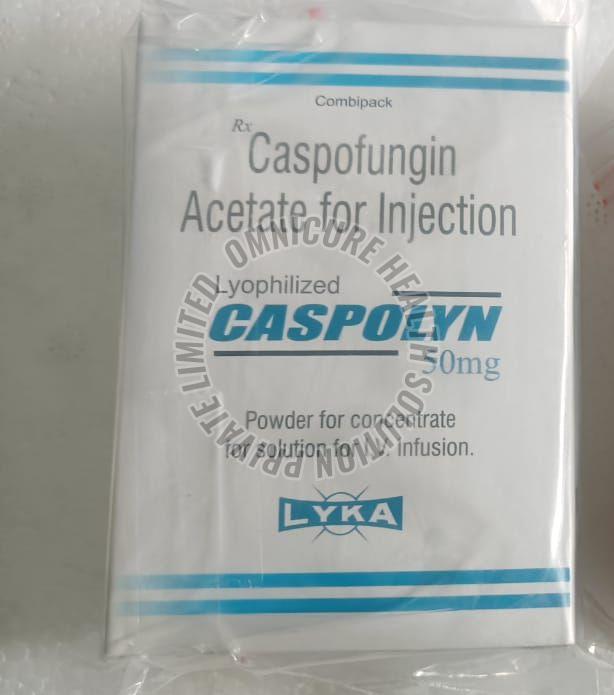 Combipack
Rx
Caspofungin
Acetate for Injection
Lyophilized
CASPOLYN
50mg
Powder for concentrate
for solution for I.V. infusion.
LYKA
OMNICURE HEALTH SOLUTION PRIVATE LIMITED